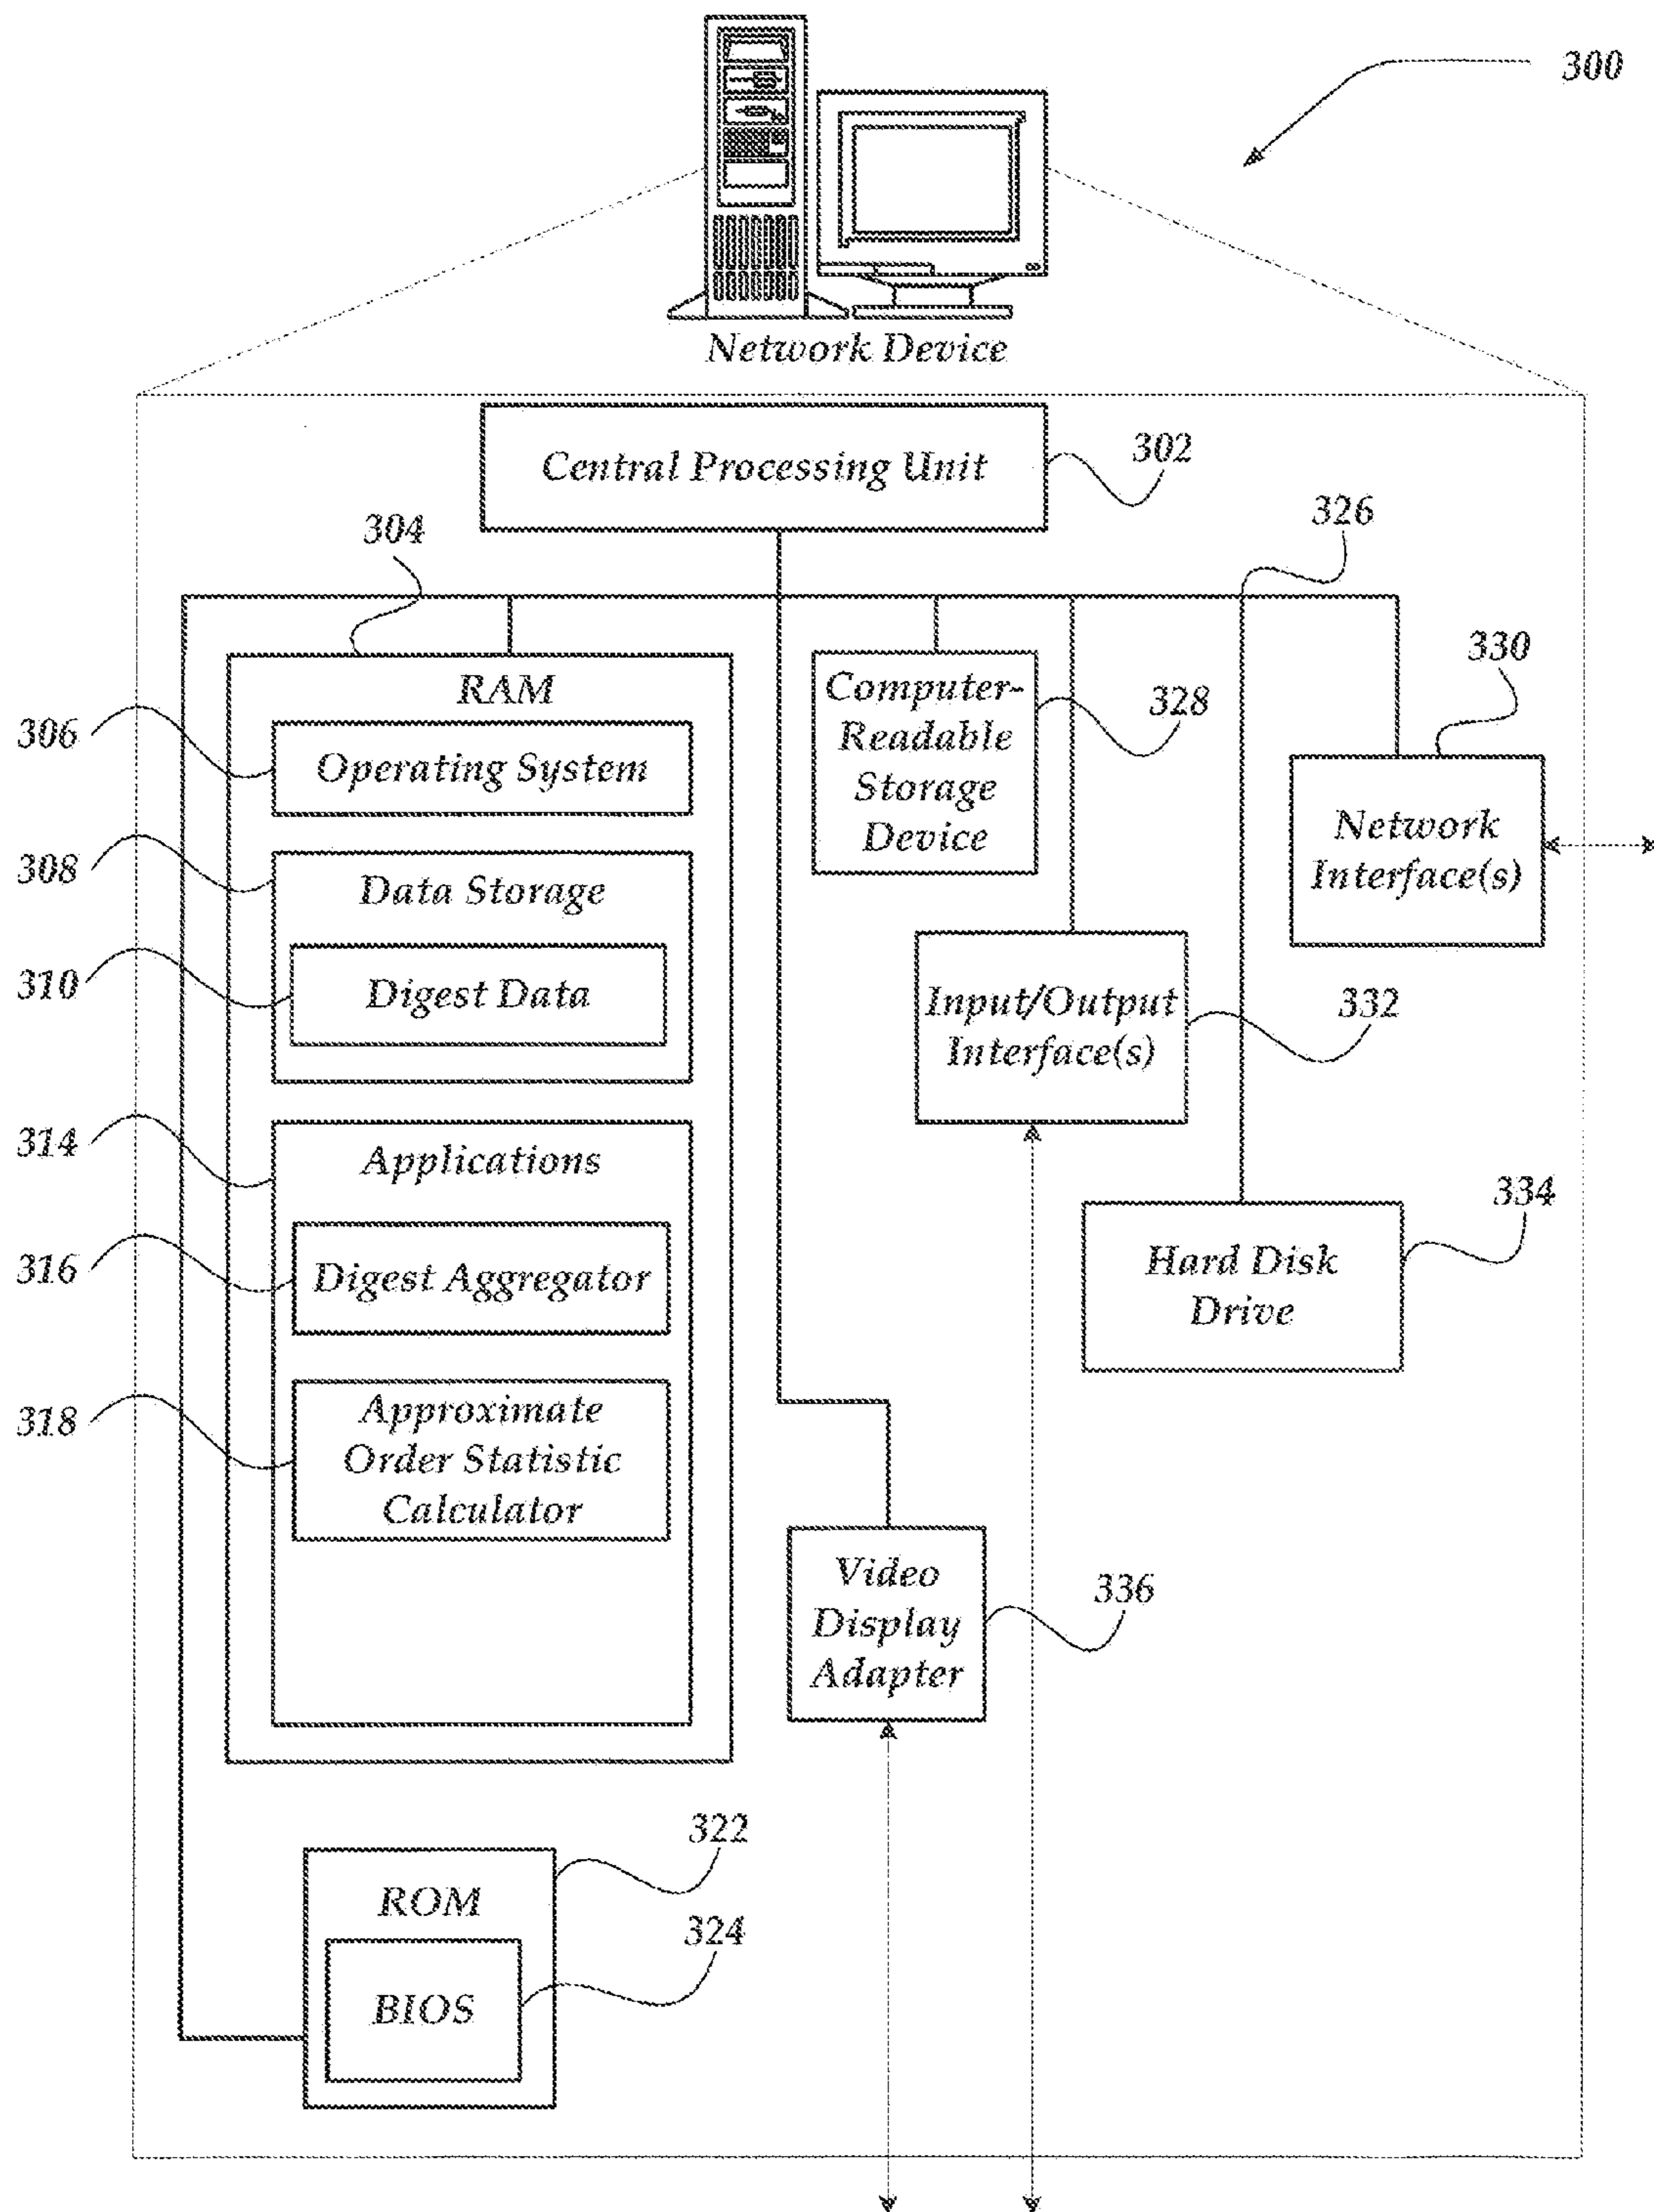 300
Network Device
Central Processing Unit
302
304
326
RAM
306
Operating System
308
Data Storage
310
Digest Data
314
Applications
316
Digest Aggregator
318
Approximate
Order Statistic
Calculator
Computer-
Readable
Storage
Device
328
330
Network
Interface(s)
Input/Output
Interface(s)
332
334
Hard Disk
Drive
Video
Display
Adapter
336
322
ROM
324
BIOS